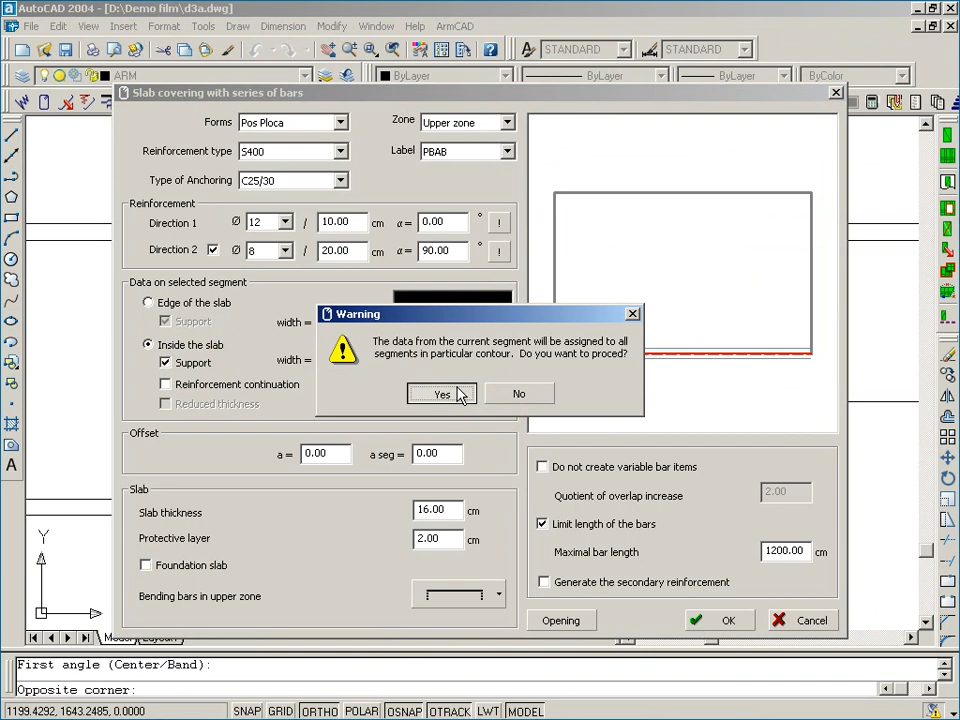 AutoCAD 2004 - [D:\Demo film\d3a.dwg]
File Edit View Insert Format Tools Draw Dimension Modify Window Help ArmCAD
STANDARD STANDARD
ARM ByLayer ByLayer ByLayer ByColor
Slab covering with series of bars
Forms Pos Ploca Zone Upper zone
Reinforcement type S400 Label PBAB
Type of Anchoring C25/30
Reinforcement
Direction 1 Ø 12 / 10.00 cm α = 0.00 ° !
Direction 2 Ø 8 / 20.00 cm α = 90.00 ° !
Data on selected segment
Edge of the slab
Support width =
Inside the slab
Support width =
Reinforcement continuation
Reduced thickness
Warning
The data from the current segment will be assigned to all
segments in particular contour. Do you want to proced?
Yes No
Offset
a = 0.00 a seg = 0.00
Slab
Slab thickness 16.00 cm
Protective layer 2.00 cm
Foundation slab
Bending bars in upper zone
Do not create variable bar items
Quotient of overlap increase 2.00
Limit length of the bars
Maximal bar length 1200.00 cm
Generate the secondary reinforcement
Opening OK Cancel
A
Y
First angle (Center/Band):
Opposite corner:
1199.4292, 1643.2485, 0.0000 SNAP GRID ORTHO POLAR OSNAP OTRACK LWT MODEL